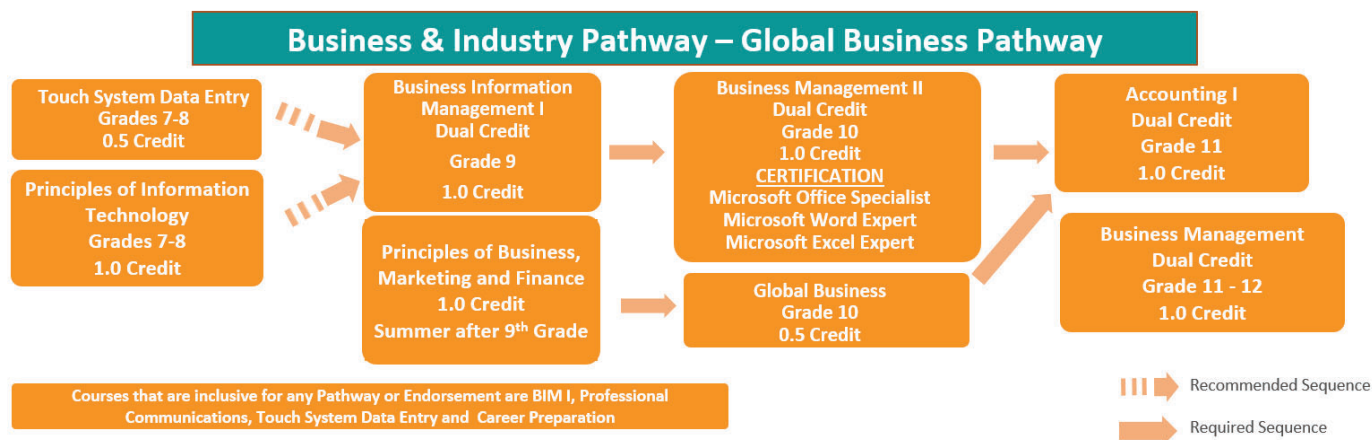 Business & Industry Pathway – Global Business Pathway
Touch System Data Entry
Grades 7-8
0.5 Credit
Principles of Information
Technology
Grades 7-8
1.0 Credit
Business Information
Management I
Dual Credit
Grade 9
1.0 Credit
Principles of Business,
Marketing and Finance
1.0 Credit
Summer after 9th Grade
Business Management II
Dual Credit
Grade 10
1.0 Credit
CERTIFICATION
Microsoft Office Specialist
Microsoft Word Expert
Microsoft Excel Expert
Global Business
Grade 10
0.5 Credit
Accounting I
Dual Credit
Grade 11
1.0 Credit
Business Management
Dual Credit
Grade 11 - 12
1.0 Credit
Courses that are inclusive for any Pathway or Endorsement are BIM I, Professional
Communications, Touch System Data Entry and Career Preparation
Recommended Sequence
Required Sequence